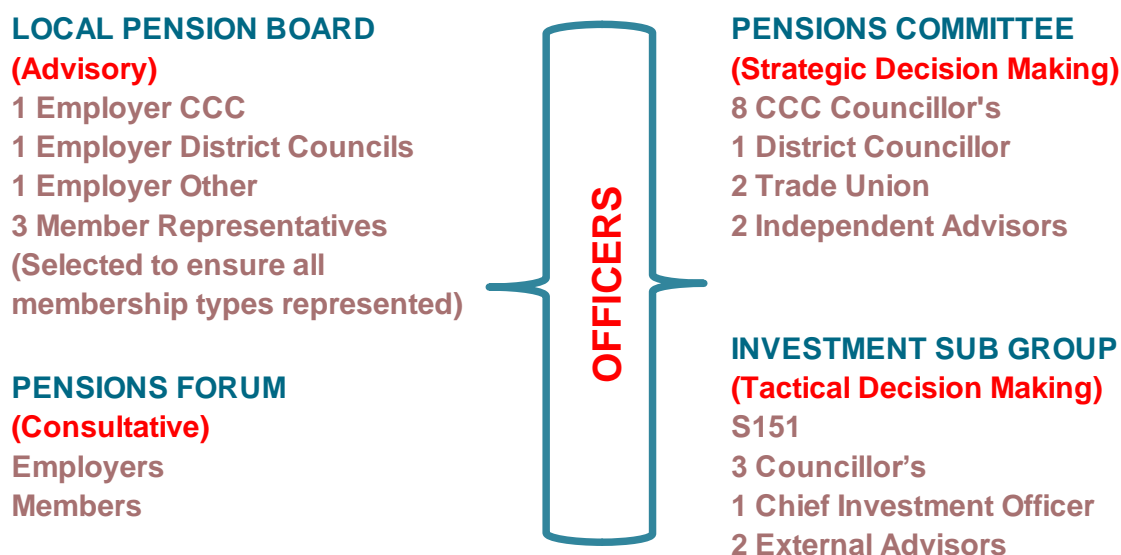 LOCAL PENSION BOARD
(Advisory)
1 Employer CCC
1 Employer District Councils
1 Employer Other
3 Member Representatives
(Selected to ensure all
membership types represented)
PENSIONS FORUM
(Consultative)
Employers
Members
OFFICERS
PENSIONS COMMITTEE
(Strategic Decision Making)
8 CCC Councillor's
1 District Councillor
2 Trade Union
2 Independent Advisors
INVESTMENT SUB GROUP
(Tactical Decision Making)
S151
3 Councillor’s
1 Chief Investment Officer
2 External Advisors